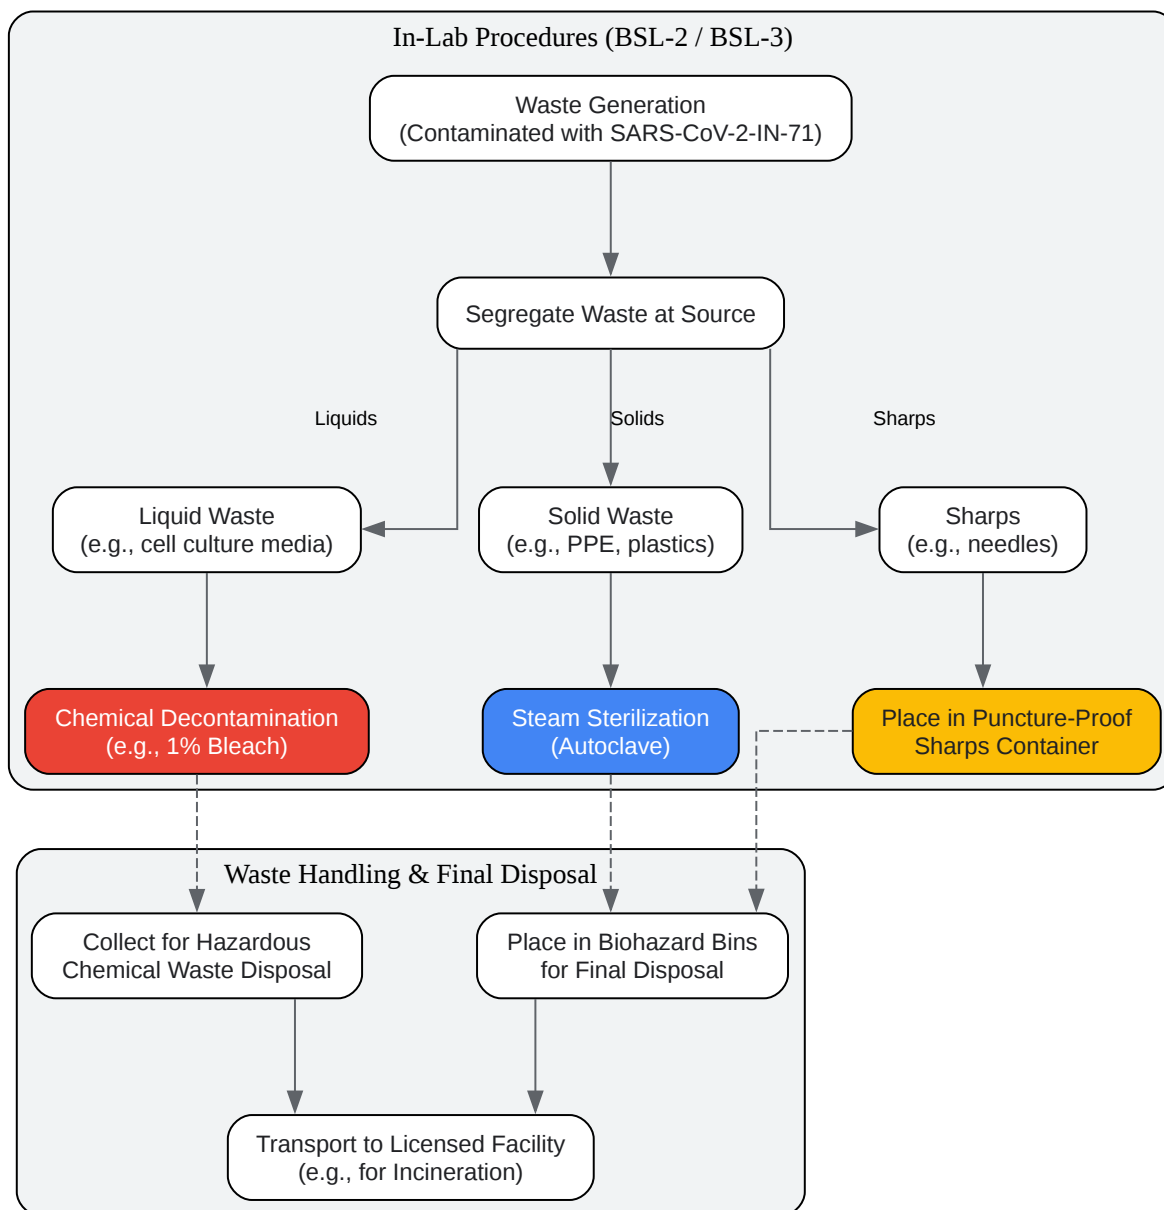 In-Lab Procedures (BSL-2 / BSL-3)
Waste Generation
(Contaminated with SARS-CoV-2-IN-71)
Segregate Waste at Source
Liquids
Solids
Sharps
Liquid Waste
(e.g., cell culture media)
Solid Waste
(e.g., PPE, plastics)
Sharps
(e.g., needles)
Chemical Decontamination
(e.g., 1% Bleach)
Steam Sterilization
(Autoclave)
Place in Puncture-Proof
Sharps Container
Waste Handling & Final Disposal
Collect for Hazardous
Chemical Waste Disposal
Place in Biohazard Bins
for Final Disposal
Transport to Licensed Facility
(e.g., for Incineration)